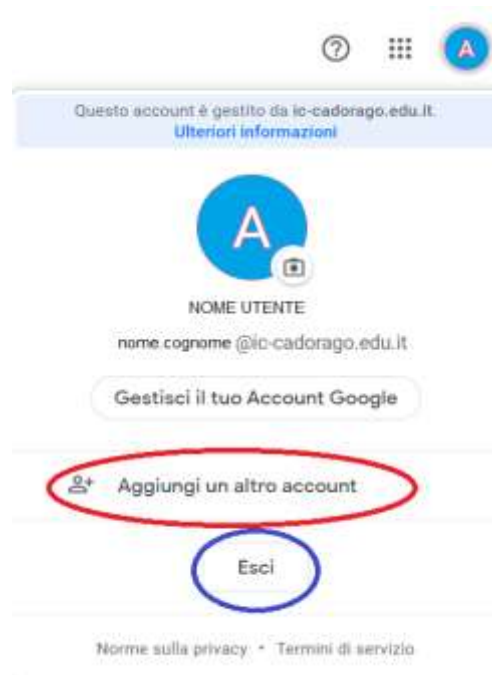 A
Questo account è gestito da ic-cadorago.edu.it.
Ulteriori informazioni
A
NOME UTENTE
nome cognome @ic-cadorago.edu.it
Gestisci il tuo Account Google
Aggiungi un altro account
Esci
Norme sulla privacy • Termini di servizio